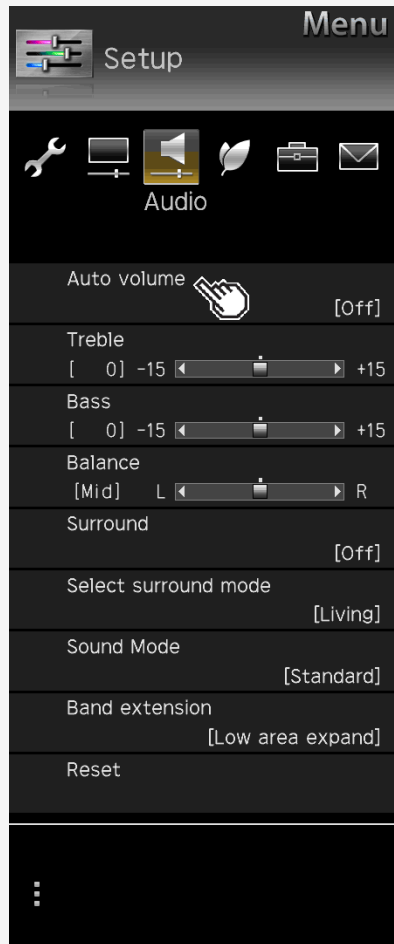 Menu
Setup
Audio
Auto volume
[Off]
Treble
[ 0] -15 +15
Bass
[ 0] -15 +15
Balance
[Mid] L R
Surround
[Off]
Select surround mode
[Living]
Sound Mode
[Standard]
Band extension
[Low area expand]
Reset